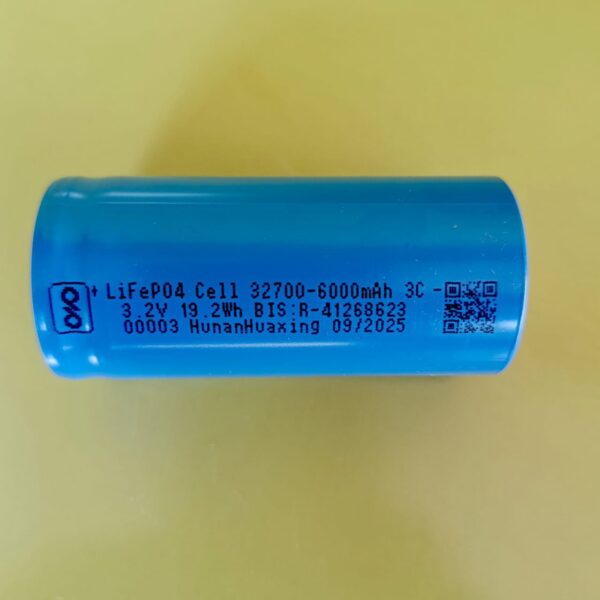 + LiFePO4 Cell 32700-6000mAh 3C -
3.2V 19.2Wh BIS:R-41268623
00003 HunanHuaxing 09/2025